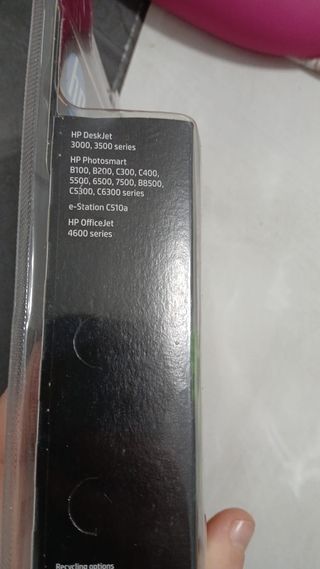 HP DeskJet
3000, 3500 series
HP Photosmart
B100, B200, C300, C400,
5500, 6500, 7500, B8500,
C5300, C6300 series
e-Station C510a
HP OfficeJet
4600 series
Recycling options